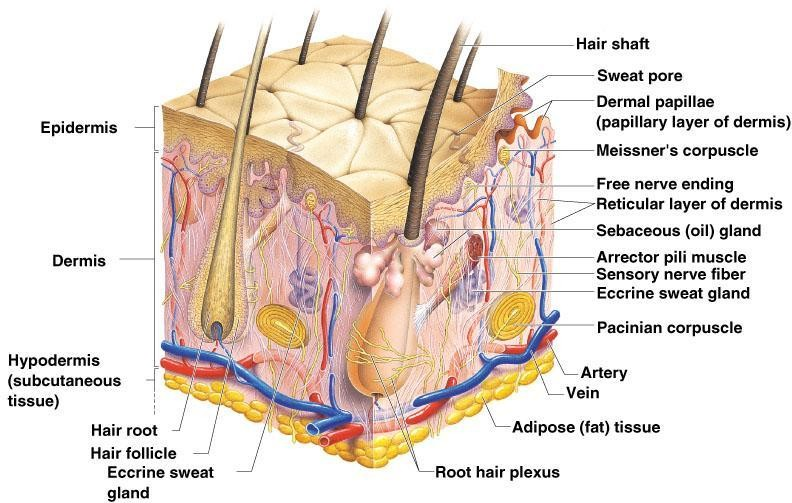 Hair shaft
Sweat pore
Dermal papillae
(papillary layer of dermis)
Meissner's corpuscle
Free nerve ending
Reticular layer of dermis
Sebaceous (oil) gland
Arrector pili muscle
Sensory nerve fiber
Eccrine sweat gland
Pacinian corpuscle
Artery
Vein
Adipose (fat) tissue
Root hair plexus
Epidermis
Dermis
Hypodermis
(subcutaneous
tissue)
Hair root
Hair follicle
Eccrine sweat
gland